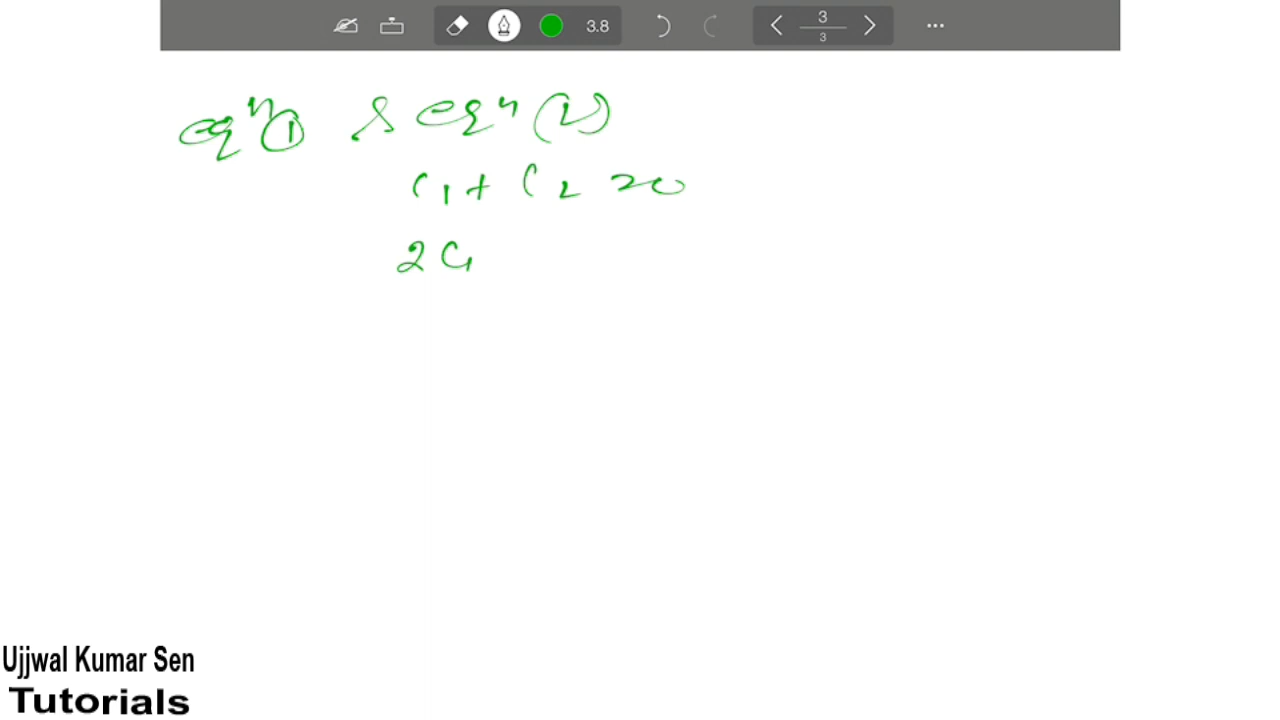 3.8
3
3
eqⁿ ① & eqⁿ (2)
C₁ + C₂ = 0
2C₁
Ujjwal Kumar Sen
Tutorials